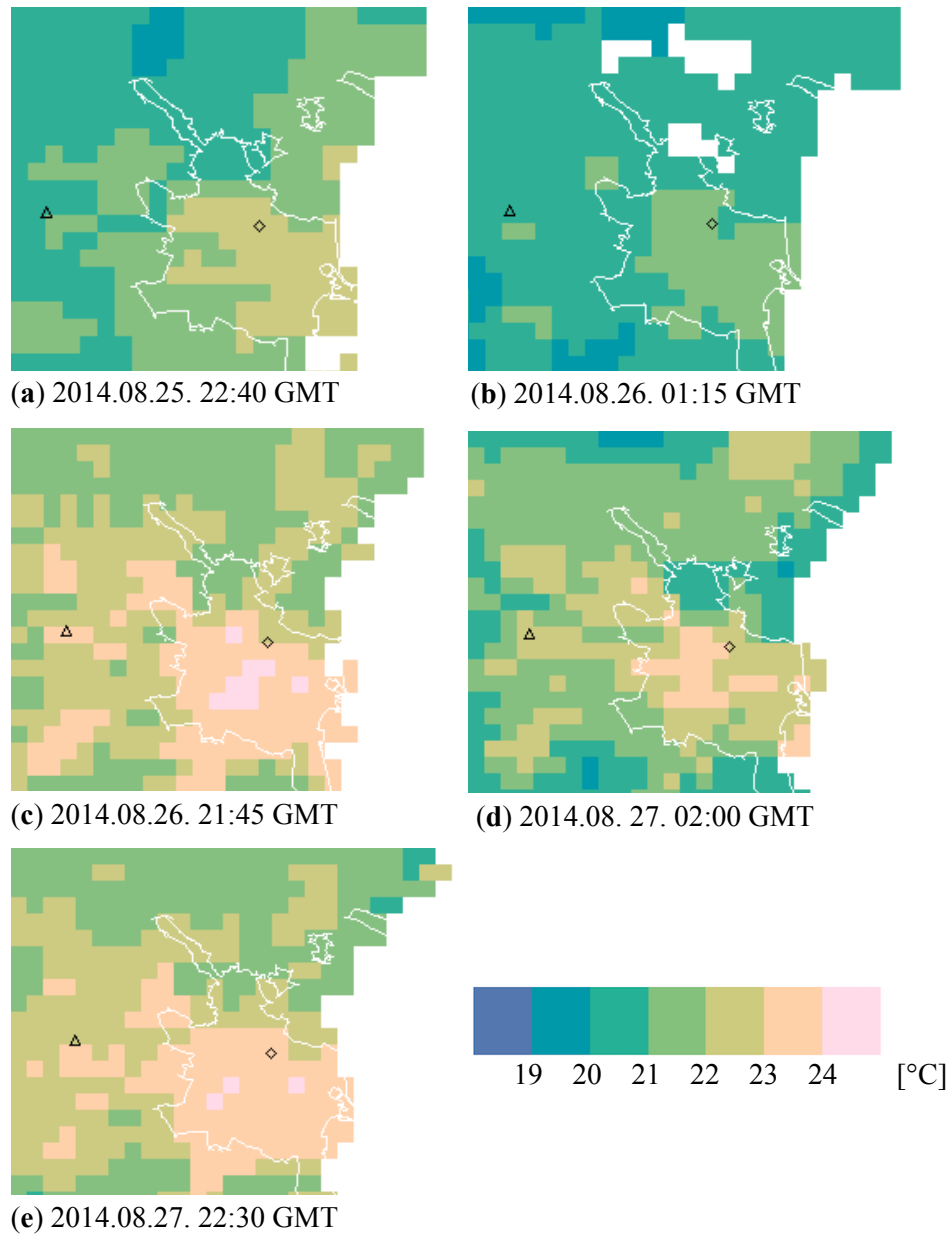 (a) 2014.08.25. 22:40 GMT
(b) 2014.08.26. 01:15 GMT
(c) 2014.08.26. 21:45 GMT
(d) 2014.08. 27. 02:00 GMT
19 20 21 22 23 24 [°C]
(e) 2014.08.27. 22:30 GMT